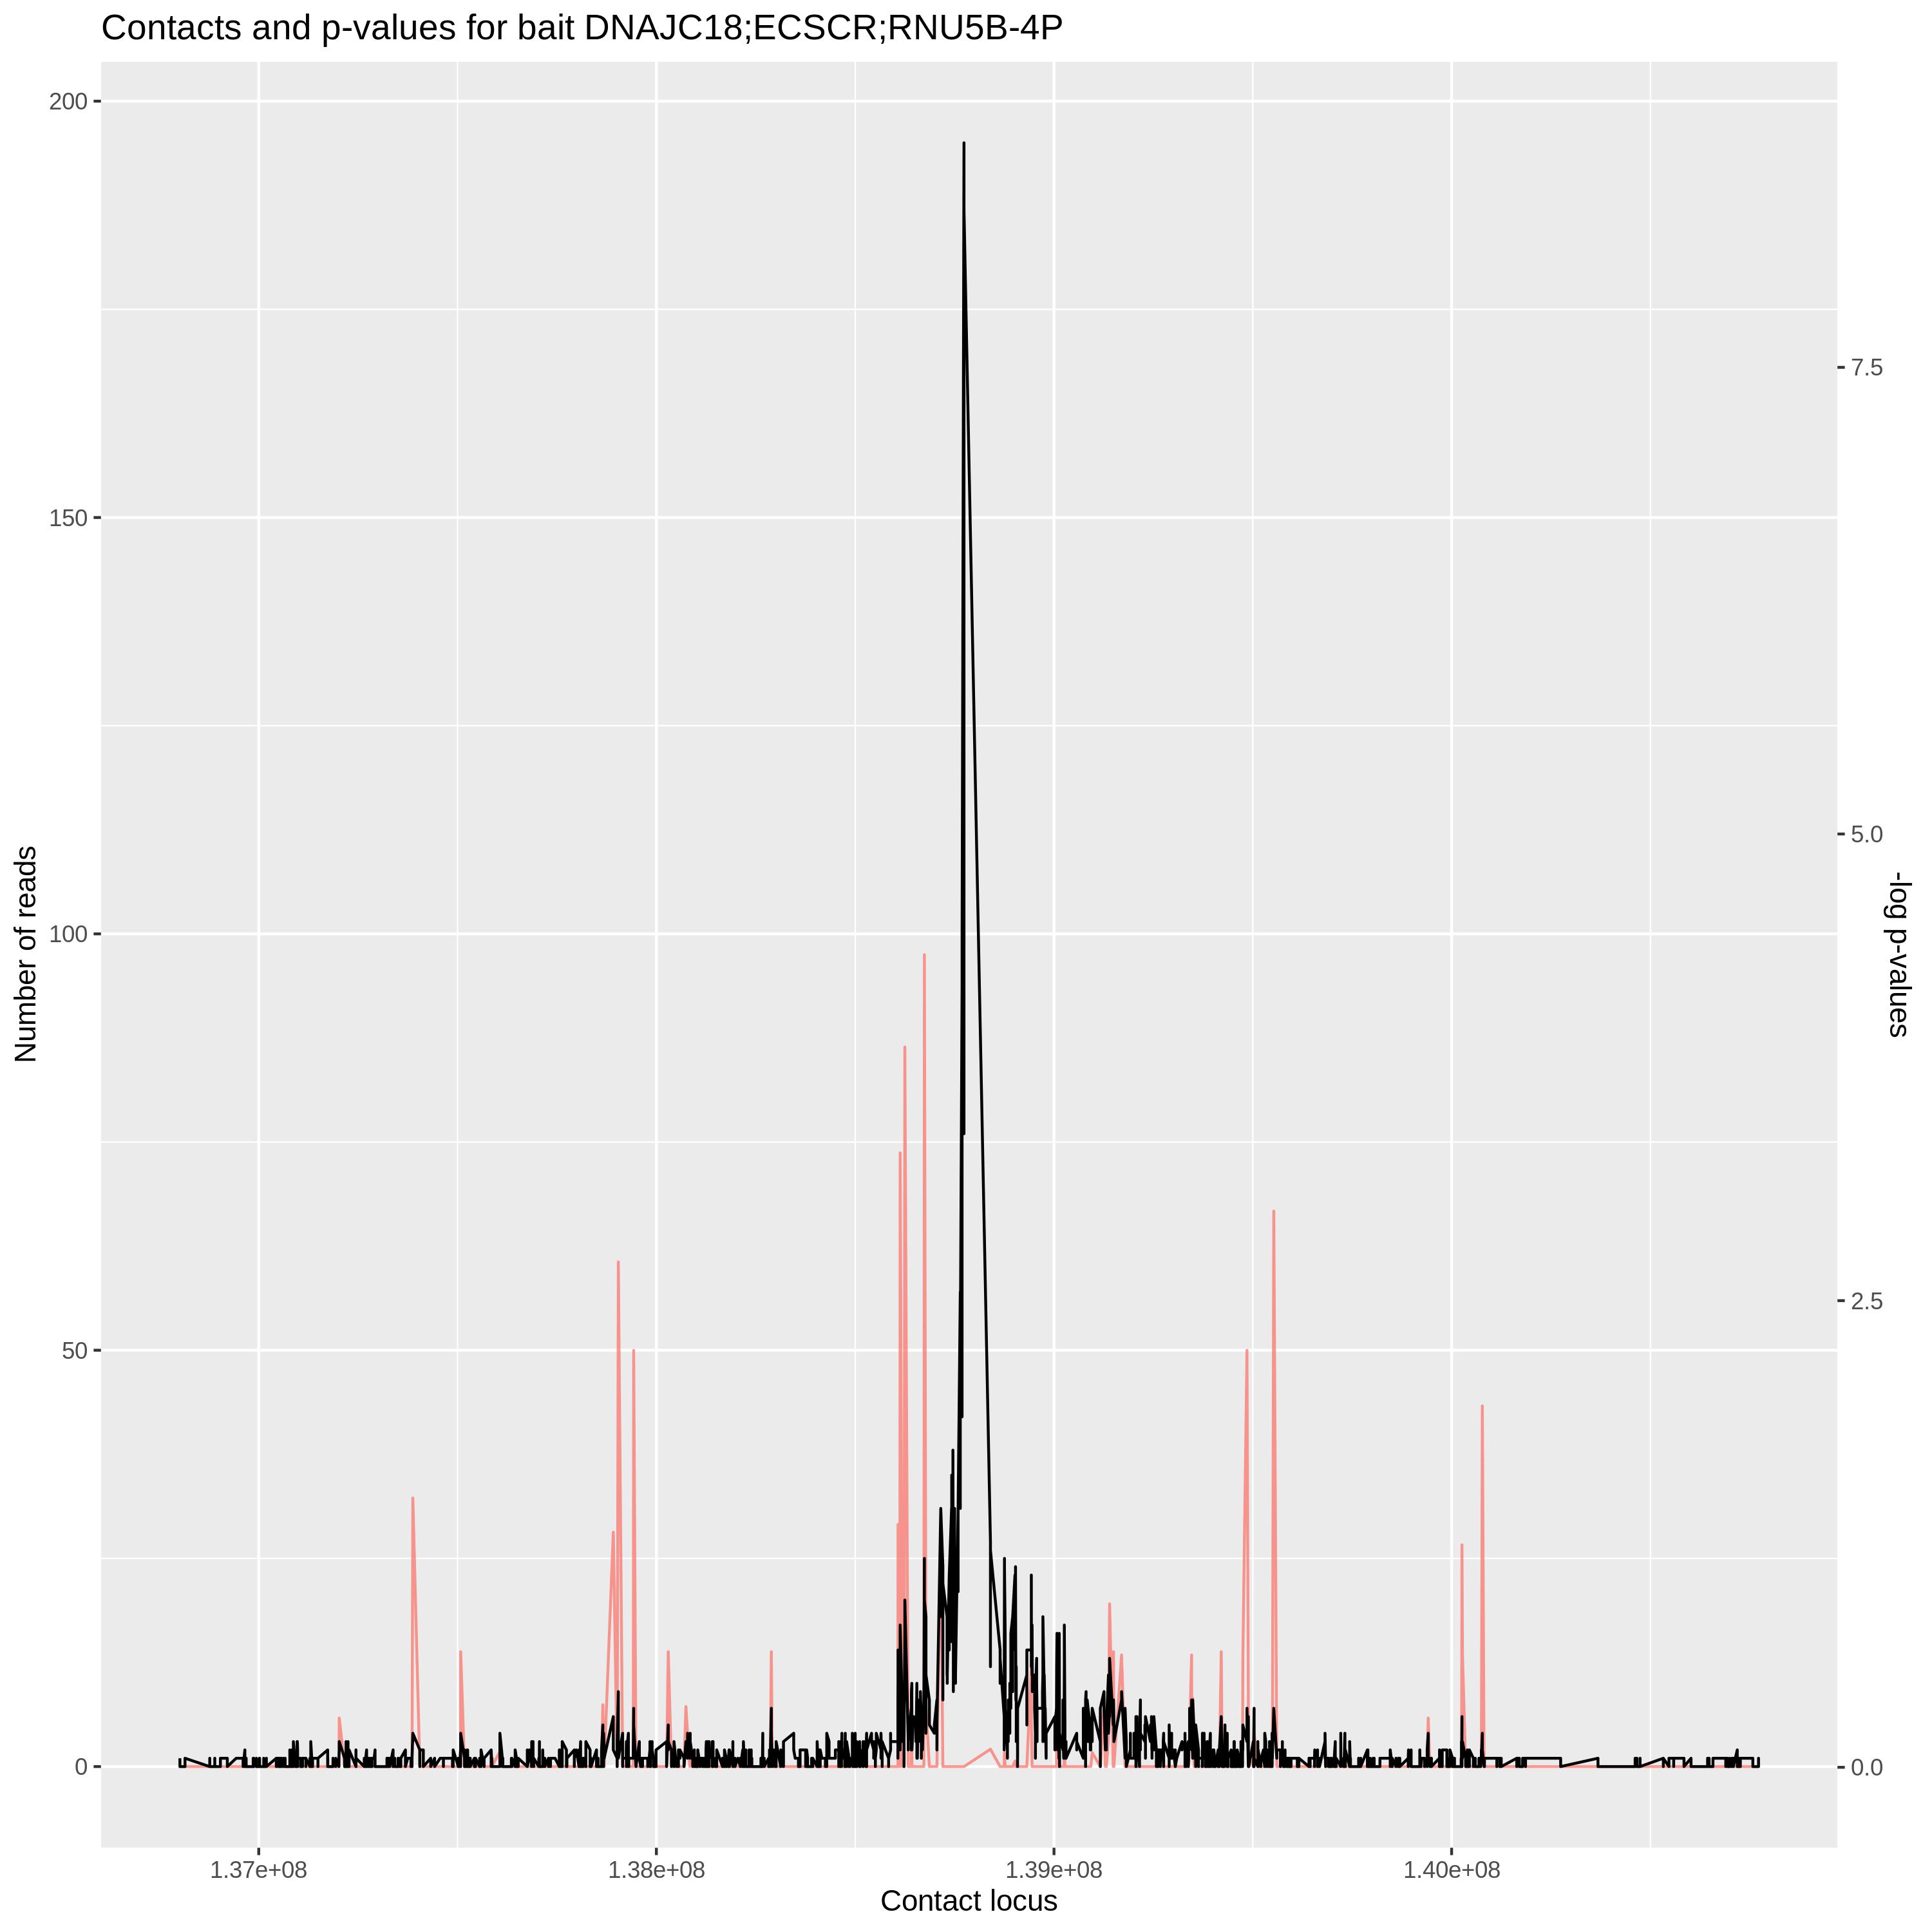 Contacts and p-values for bait DNAJC18;ECSCR;RNU5B-4P
200
150
100
50
0
Number of reads
7.5
5.0
2.5
0.0
-log p-values
1.37e+08
1.38e+08
1.39e+08
1.40e+08
Contact locus